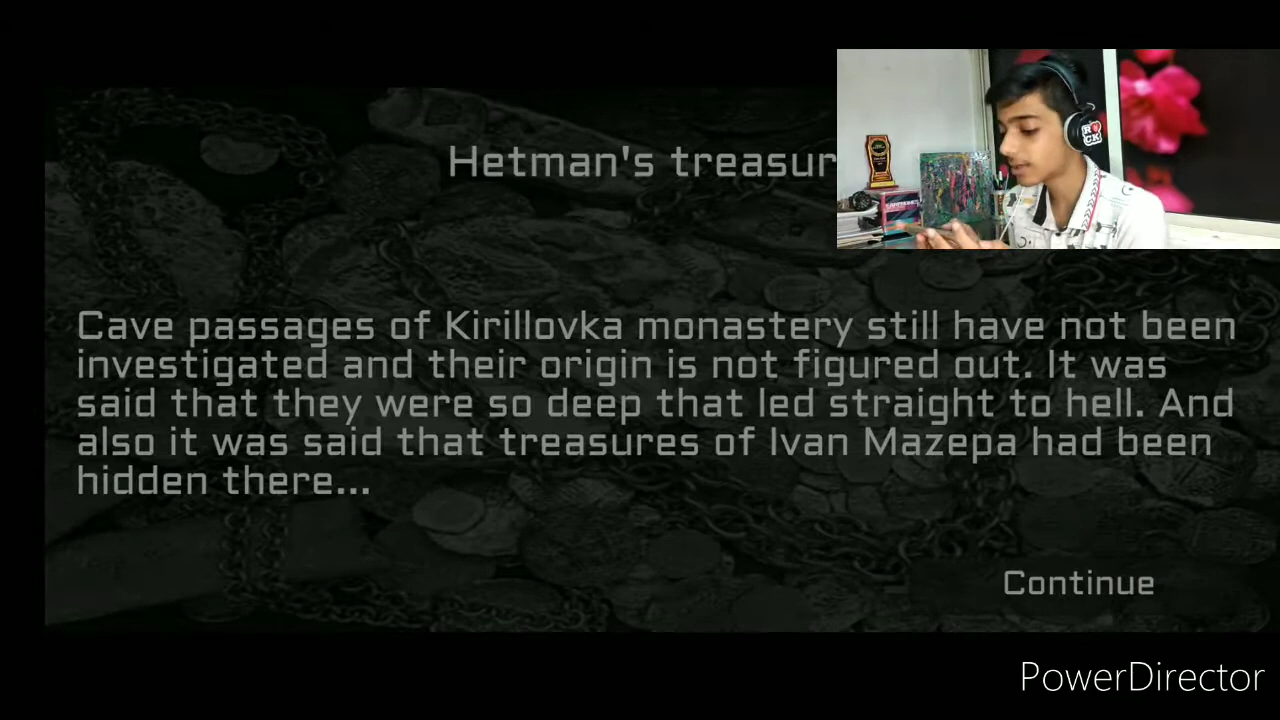 Hetman's treasur
Cave passages of Kirillovka monastery still have not been
investigated and their origin is not figured out. It was
said that they were so deep that led straight to hell. And
also it was said that treasures of Ivan Mazepa had been
hidden there...
Continue
PowerDirector
R
CK